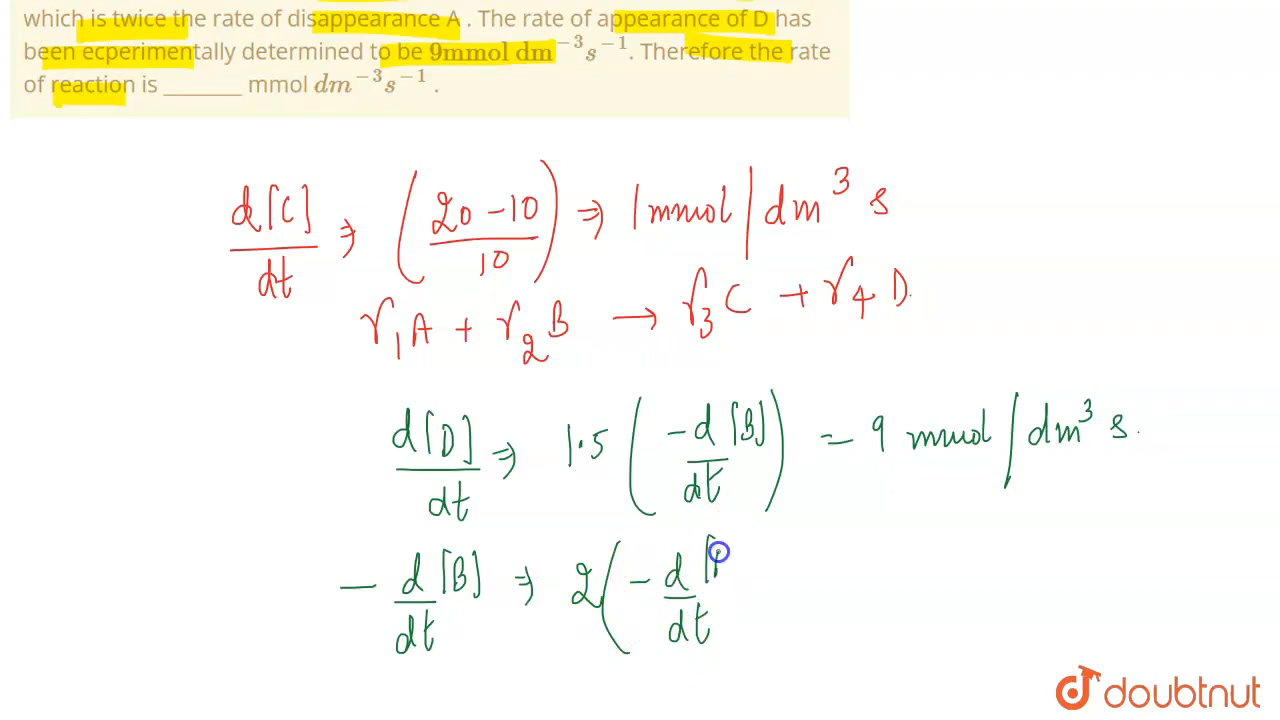 which is twice the rate of disappearance A . The rate of appearance of D has
been ecperimentally determined to be 9mmol dm⁻³s⁻¹. Therefore the rate
of reaction is ________ mmol dm⁻³s⁻¹ .
d[C]/dt ⇒ (20-10/10) ⇒ 1mmol/dm³ s
r₁A + r₂B → r₃C + r₄D.
d[D]/dt ⇒ 1.5 (-d[B]/dt) = 9 mmol/dm³ s.
- d[B]/dt ⇒ 2(- d[/dt
doubtnut